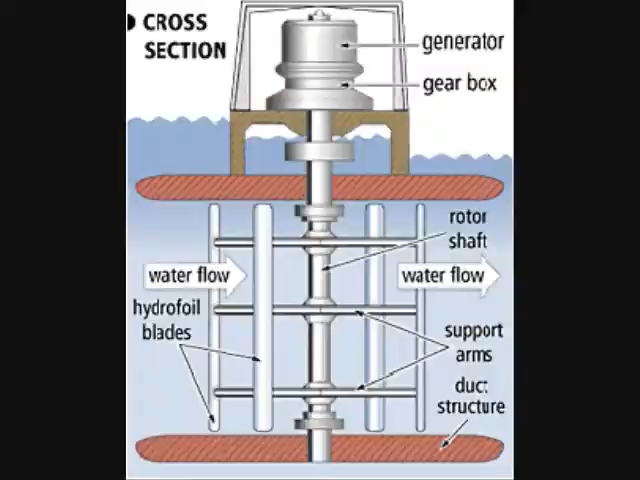 CROSS
SECTION
generator
gear box
rotor
shaft
water flow
water flow
hydrofoil
blades
support
arms
duct
structure